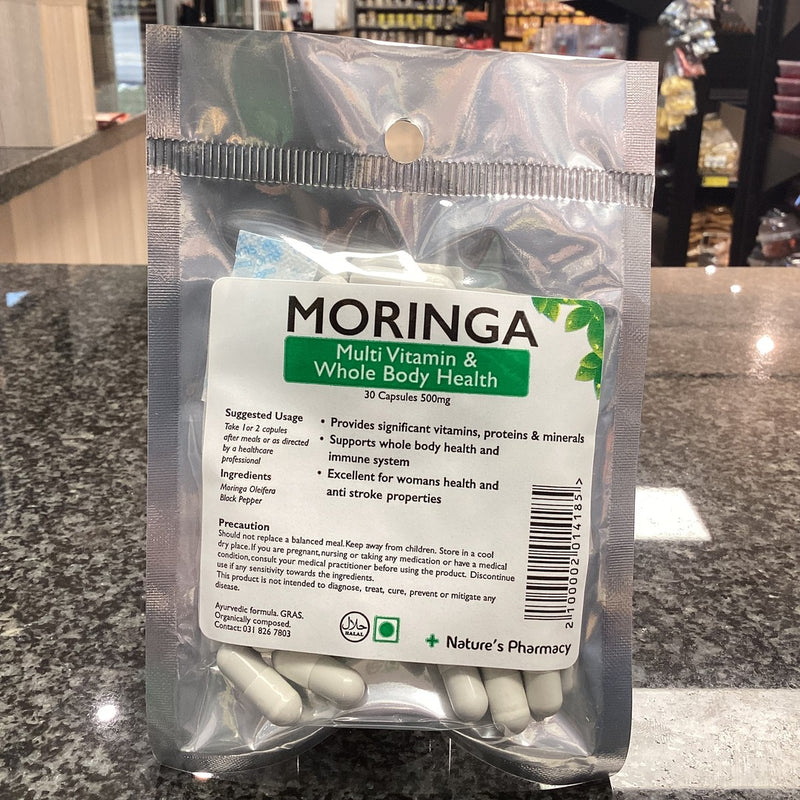 MORINGA
Multi Vitamin &
Whole Body Health
30 Capsules 500mg
Suggested Usage
Take 1or 2 capules
after meals or as directed
by a healthcare
professional
Ingredients
Moringa Oleifera
Black Pepper
• Provides significant vitamins, proteins & minerals
• Supports whole body health and
immune system
• Excellent for womans health and
anti stroke properties
Precaution
Should not replace a balanced meal.Keep away from children. Store in a cool
dry place.If you are pregnant,nursing or taking any medication or have a medical
condition,consult your medical practitioner before using the product. Discontinue
use if any sensitivity towards the ingredients.
This product is not intended to diagnose, treat, cure, prevent or mitigate any
disease.
Ayurvedic formula. GRAS.
Organically composed.
Contact: 031 826 7803
حلال
HALAL
Nature's Pharmacy
2 100002 014185 >